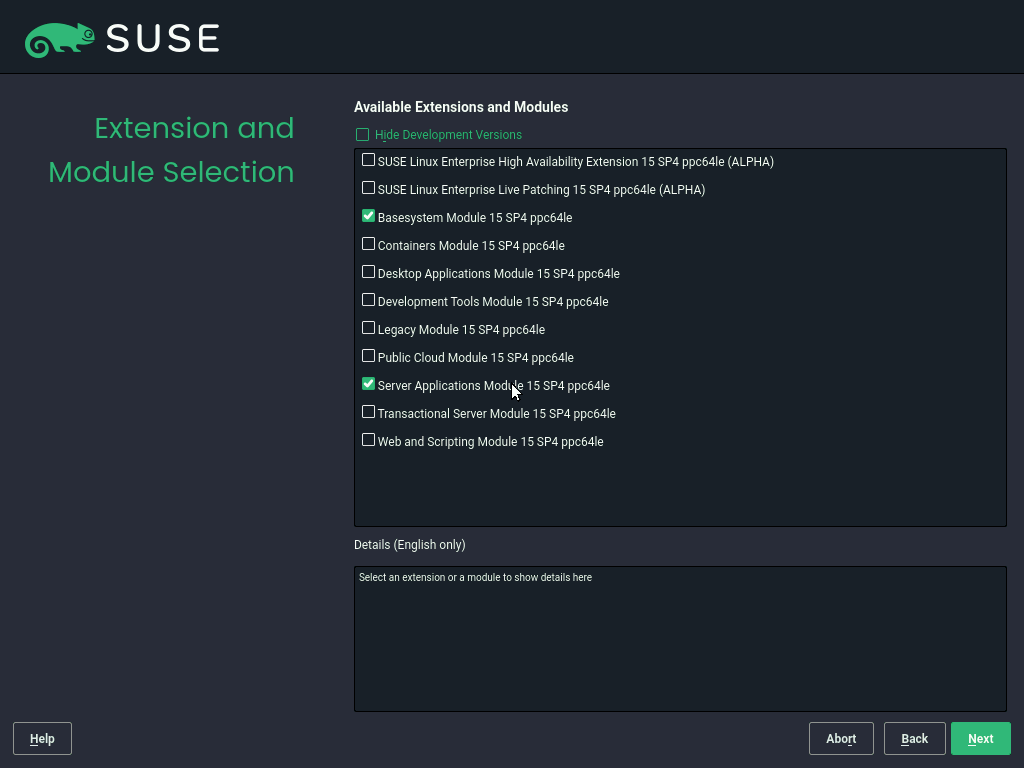 SUSE
Extension and
Module Selection
Available Extensions and Modules
Hide Development Versions
SUSE Linux Enterprise High Availability Extension 15 SP4 ppc64le (ALPHA)
SUSE Linux Enterprise Live Patching 15 SP4 ppc64le (ALPHA)
Basesystem Module 15 SP4 ppc64le
Containers Module 15 SP4 ppc64le
Desktop Applications Module 15 SP4 ppc64le
Development Tools Module 15 SP4 ppc64le
Legacy Module 15 SP4 ppc64le
Public Cloud Module 15 SP4 ppc64le
Server Applications Module 15 SP4 ppc64le
Transactional Server Module 15 SP4 ppc64le
Web and Scripting Module 15 SP4 ppc64le
Details (English only)
Select an extension or a module to show details here
Help
Abort
Back
Next